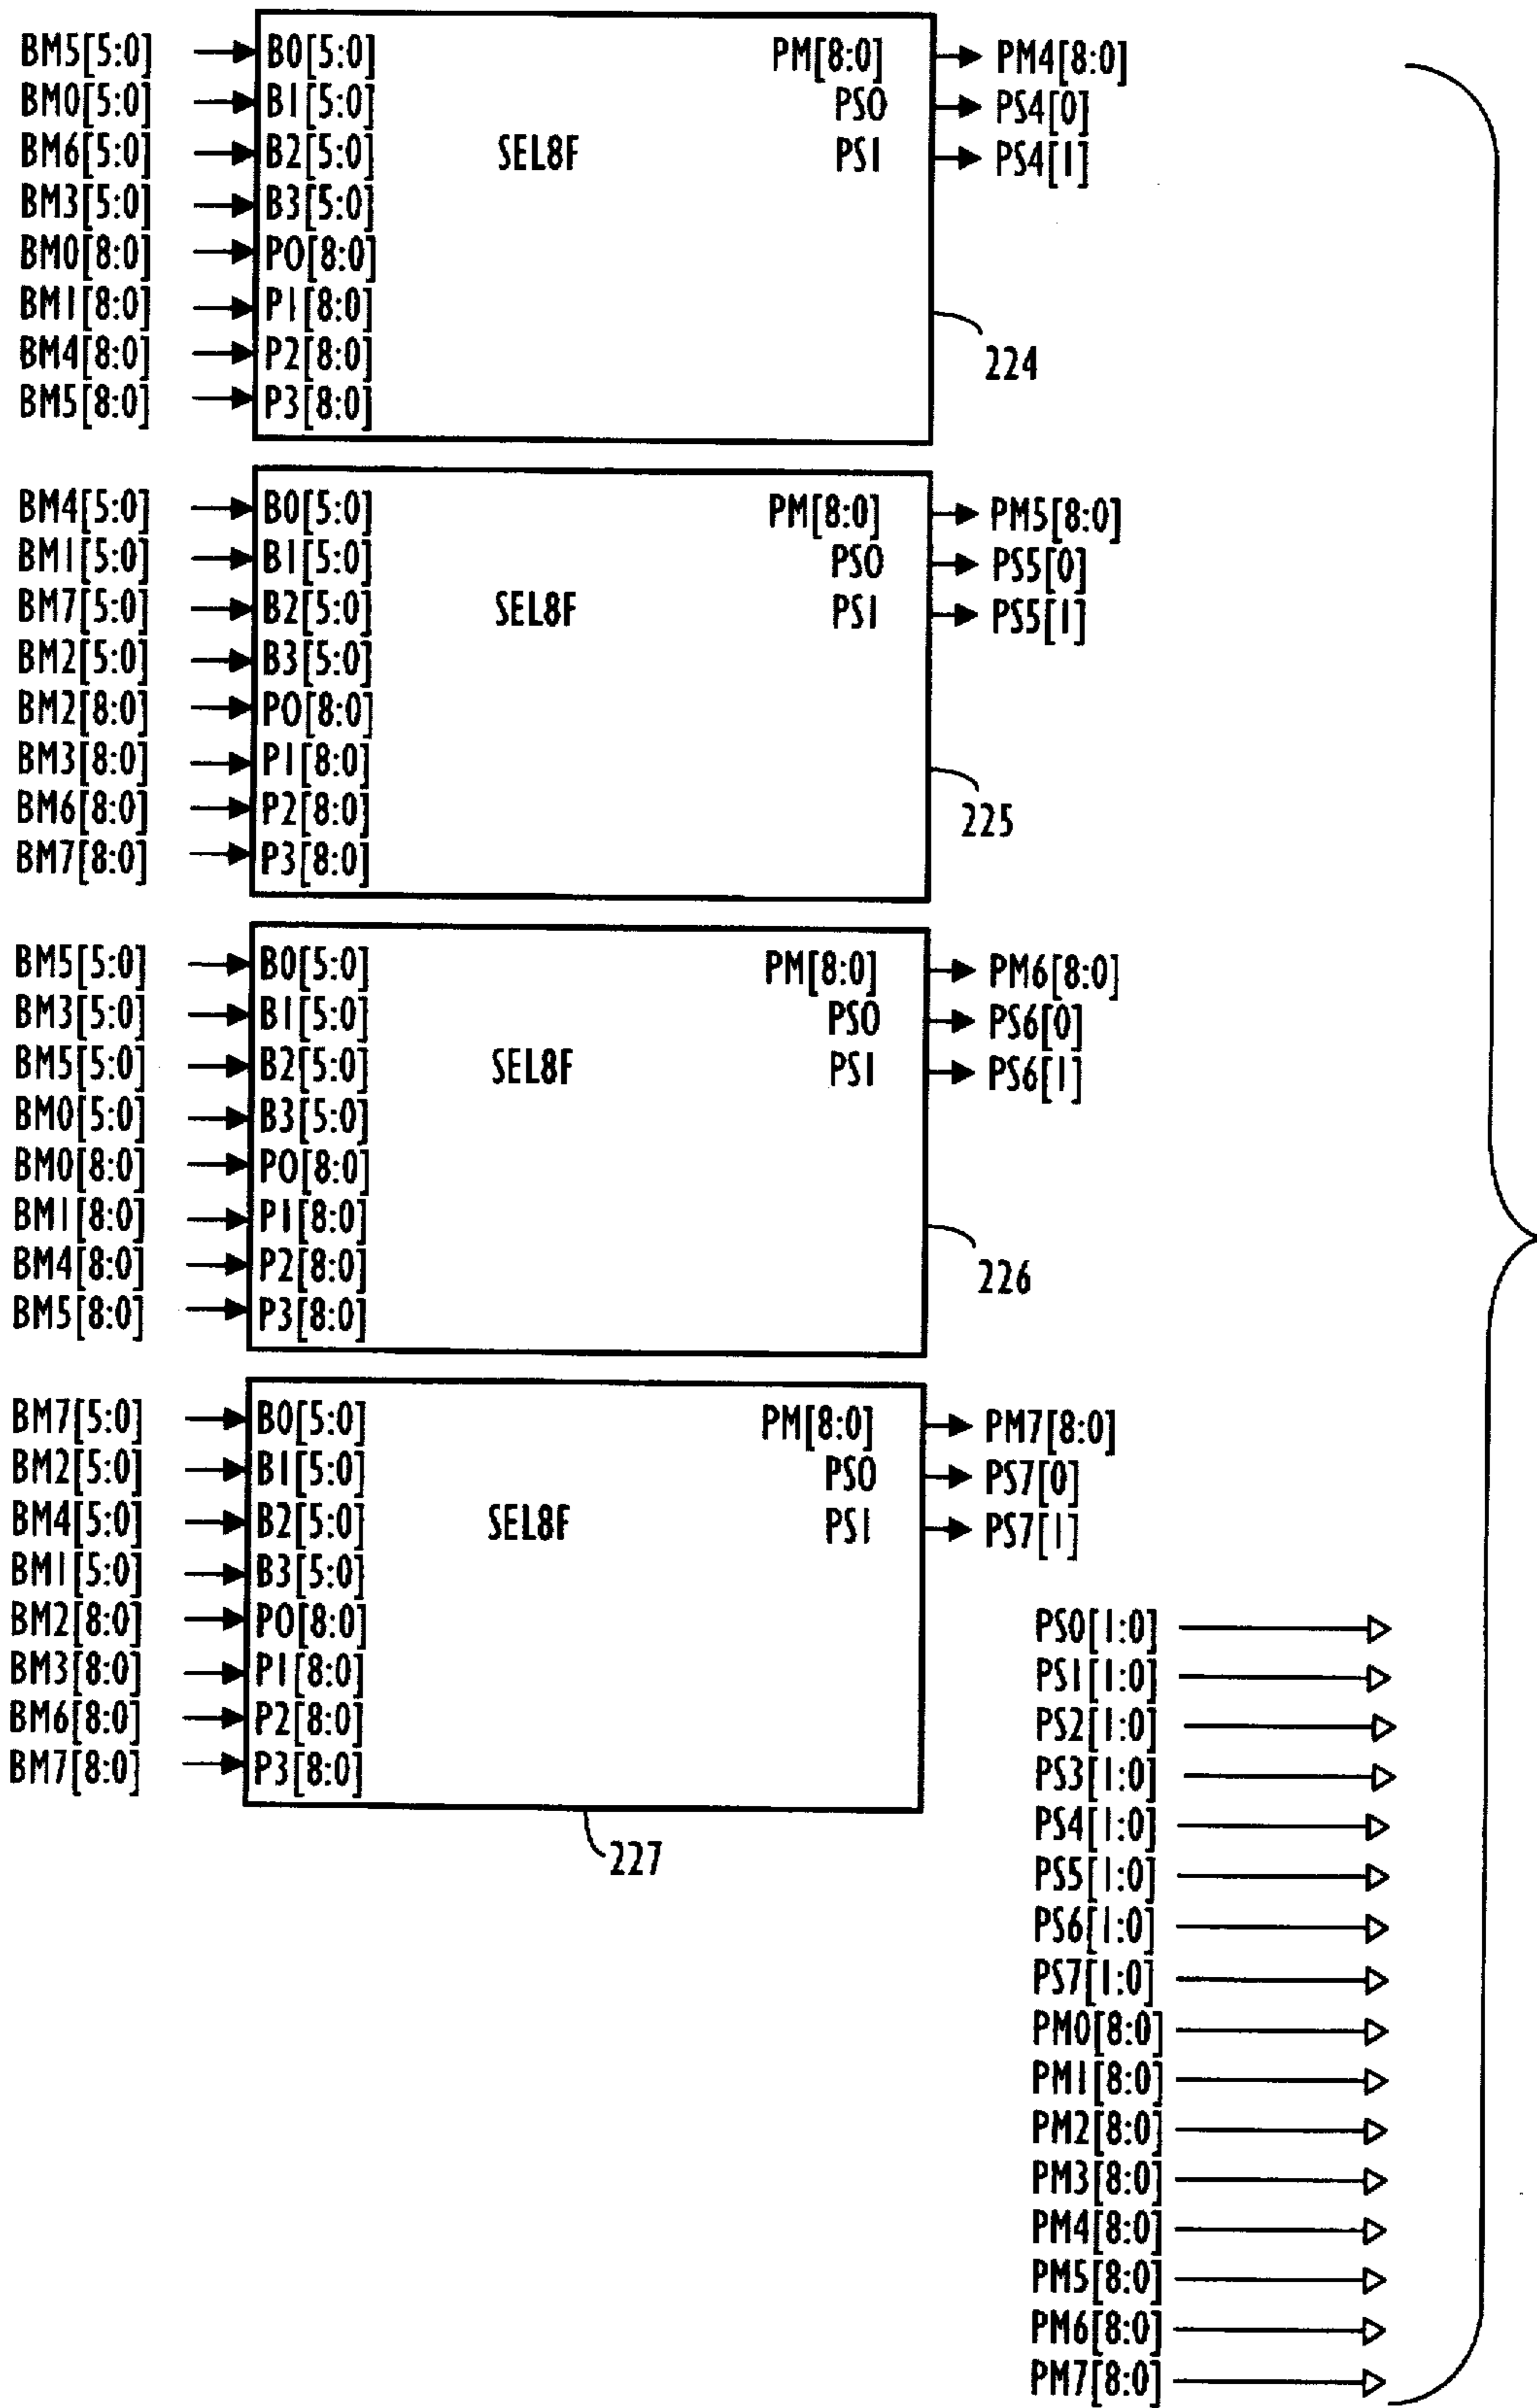 BM5[5:0] B0[5:0] PM[8:0] PM4[8:0]
BM0[5:0] B1[5:0] PS0 PS4[0]
BM6[5:0] B2[5:0] SEL8F PS1 PS4[1]
BM3[5:0] B3[5:0]
BM0[8:0] P0[8:0]
BM1[8:0] P1[8:0]
BM4[8:0] P2[8:0] 224
BM5[8:0] P3[8:0]
BM4[5:0] B0[5:0] PM[8:0] PM5[8:0]
BM1[5:0] B1[5:0] PS0 PS5[0]
BM7[5:0] B2[5:0] SEL8F PS1 PS5[1]
BM2[5:0] B3[5:0]
BM2[8:0] P0[8:0]
BM3[8:0] P1[8:0]
BM6[8:0] P2[8:0] 225
BM7[8:0] P3[8:0]
BM5[5:0] B0[5:0] PM[8:0] PM6[8:0]
BM3[5:0] B1[5:0] PS0 PS6[0]
BM5[5:0] B2[5:0] SEL8F PS1 PS6[1]
BM0[5:0] B3[5:0]
BM0[8:0] P0[8:0]
BM1[8:0] P1[8:0]
BM4[8:0] P2[8:0] 226
BM5[8:0] P3[8:0]
BM7[5:0] B0[5:0] PM[8:0] PM7[8:0]
BM2[5:0] B1[5:0] PS0 PS7[0]
BM4[5:0] B2[5:0] SEL8F PS1 PS7[1]
BM1[5:0] B3[5:0]
BM2[8:0] P0[8:0]
BM3[8:0] P1[8:0]
BM6[8:0] P2[8:0]
BM7[8:0] P3[8:0]
227
PS0[1:0]
PS1[1:0]
PS2[1:0]
PS3[1:0]
PS4[1:0]
PS5[1:0]
PS6[1:0]
PS7[1:0]
PM0[8:0]
PM1[8:0]
PM2[8:0]
PM3[8:0]
PM4[8:0]
PM5[8:0]
PM6[8:0]
PM7[8:0]